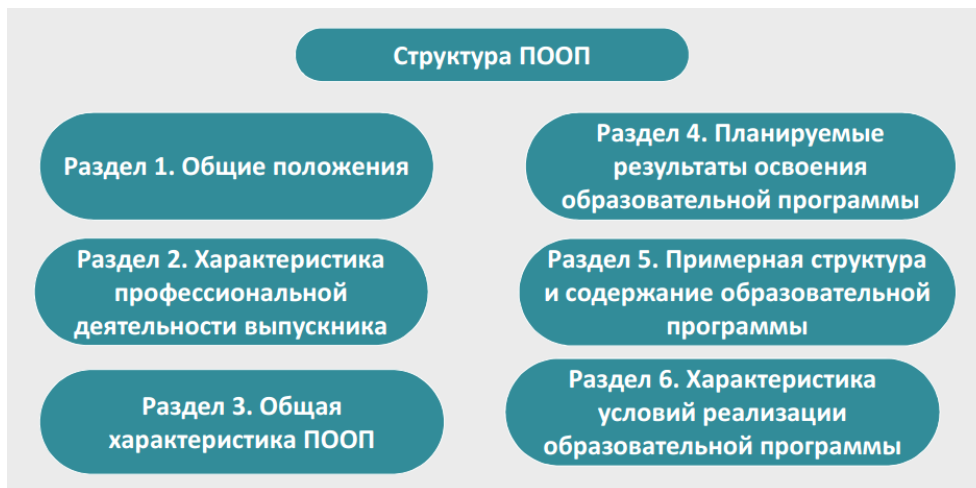 Структура ПООП
Раздел 1. Общие положения
Раздел 2. Характеристика
профессиональной
деятельности выпускника
Раздел 3. Общая
характеристика ПООП
Раздел 4. Планируемые
результаты освоения
образовательной программы
Раздел 5. Примерная структура
и содержание образовательной
программы
Раздел 6. Характеристика
условий реализации
образовательной программы